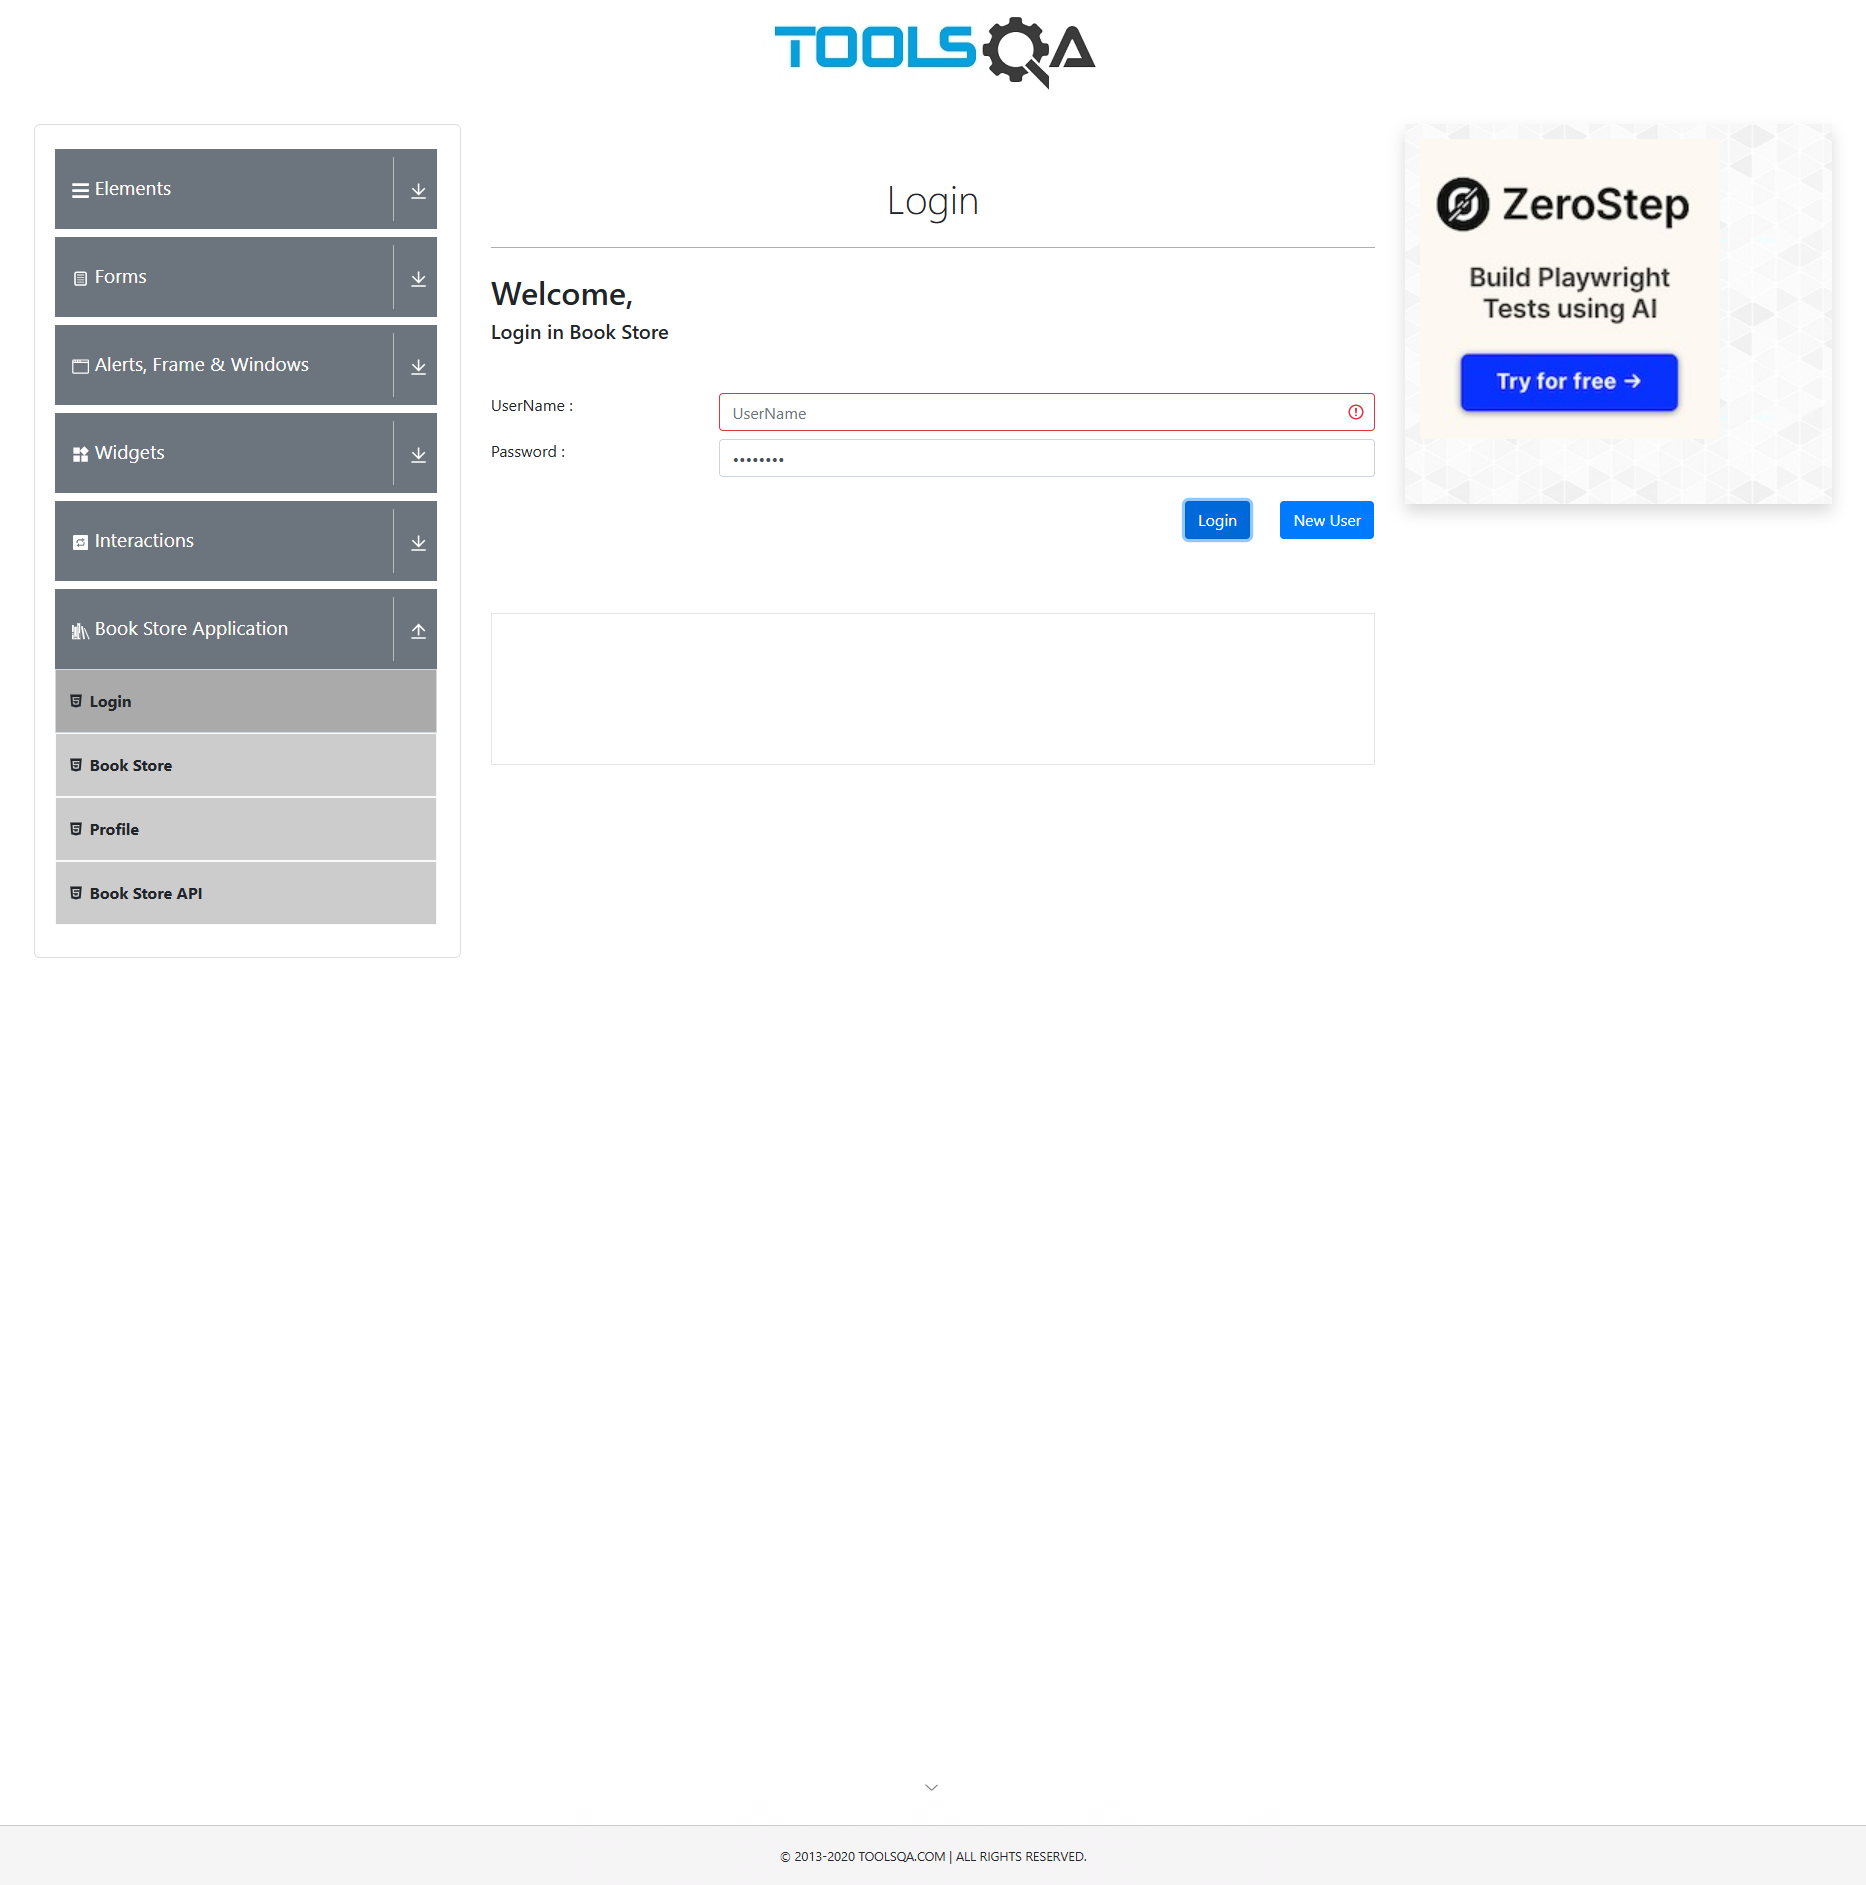 TOOLSQA
Elements
Forms
Alerts, Frame & Windows
Widgets
Interactions
Book Store Application
Login
Book Store
Profile
Book Store API
Login
Welcome,
Login in Book Store
UserName :
UserName
Password :
••••••••
Login
New User
ZeroStep
Build Playwright
Tests using AI
Try for free →
© 2013-2020 TOOLSQA.COM | ALL RIGHTS RESERVED.